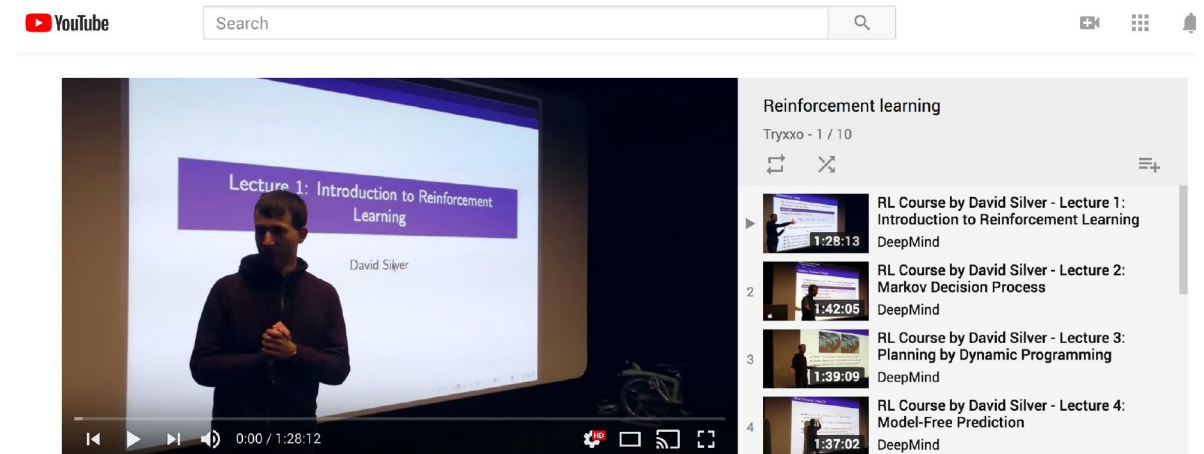 YouTube
Search
Lecture 1: Introduction to Reinforcement
Learning
David Silver
0:00 / 1:28:12
HD
Reinforcement learning
Tryxxo - 1 / 10
1:28:13
RL Course by David Silver - Lecture 1:
Introduction to Reinforcement Learning
DeepMind
2
1:42:05
RL Course by David Silver - Lecture 2:
Markov Decision Process
DeepMind
3
1:39:09
RL Course by David Silver - Lecture 3:
Planning by Dynamic Programming
DeepMind
4
1:37:02
RL Course by David Silver - Lecture 4:
Model-Free Prediction
DeepMind